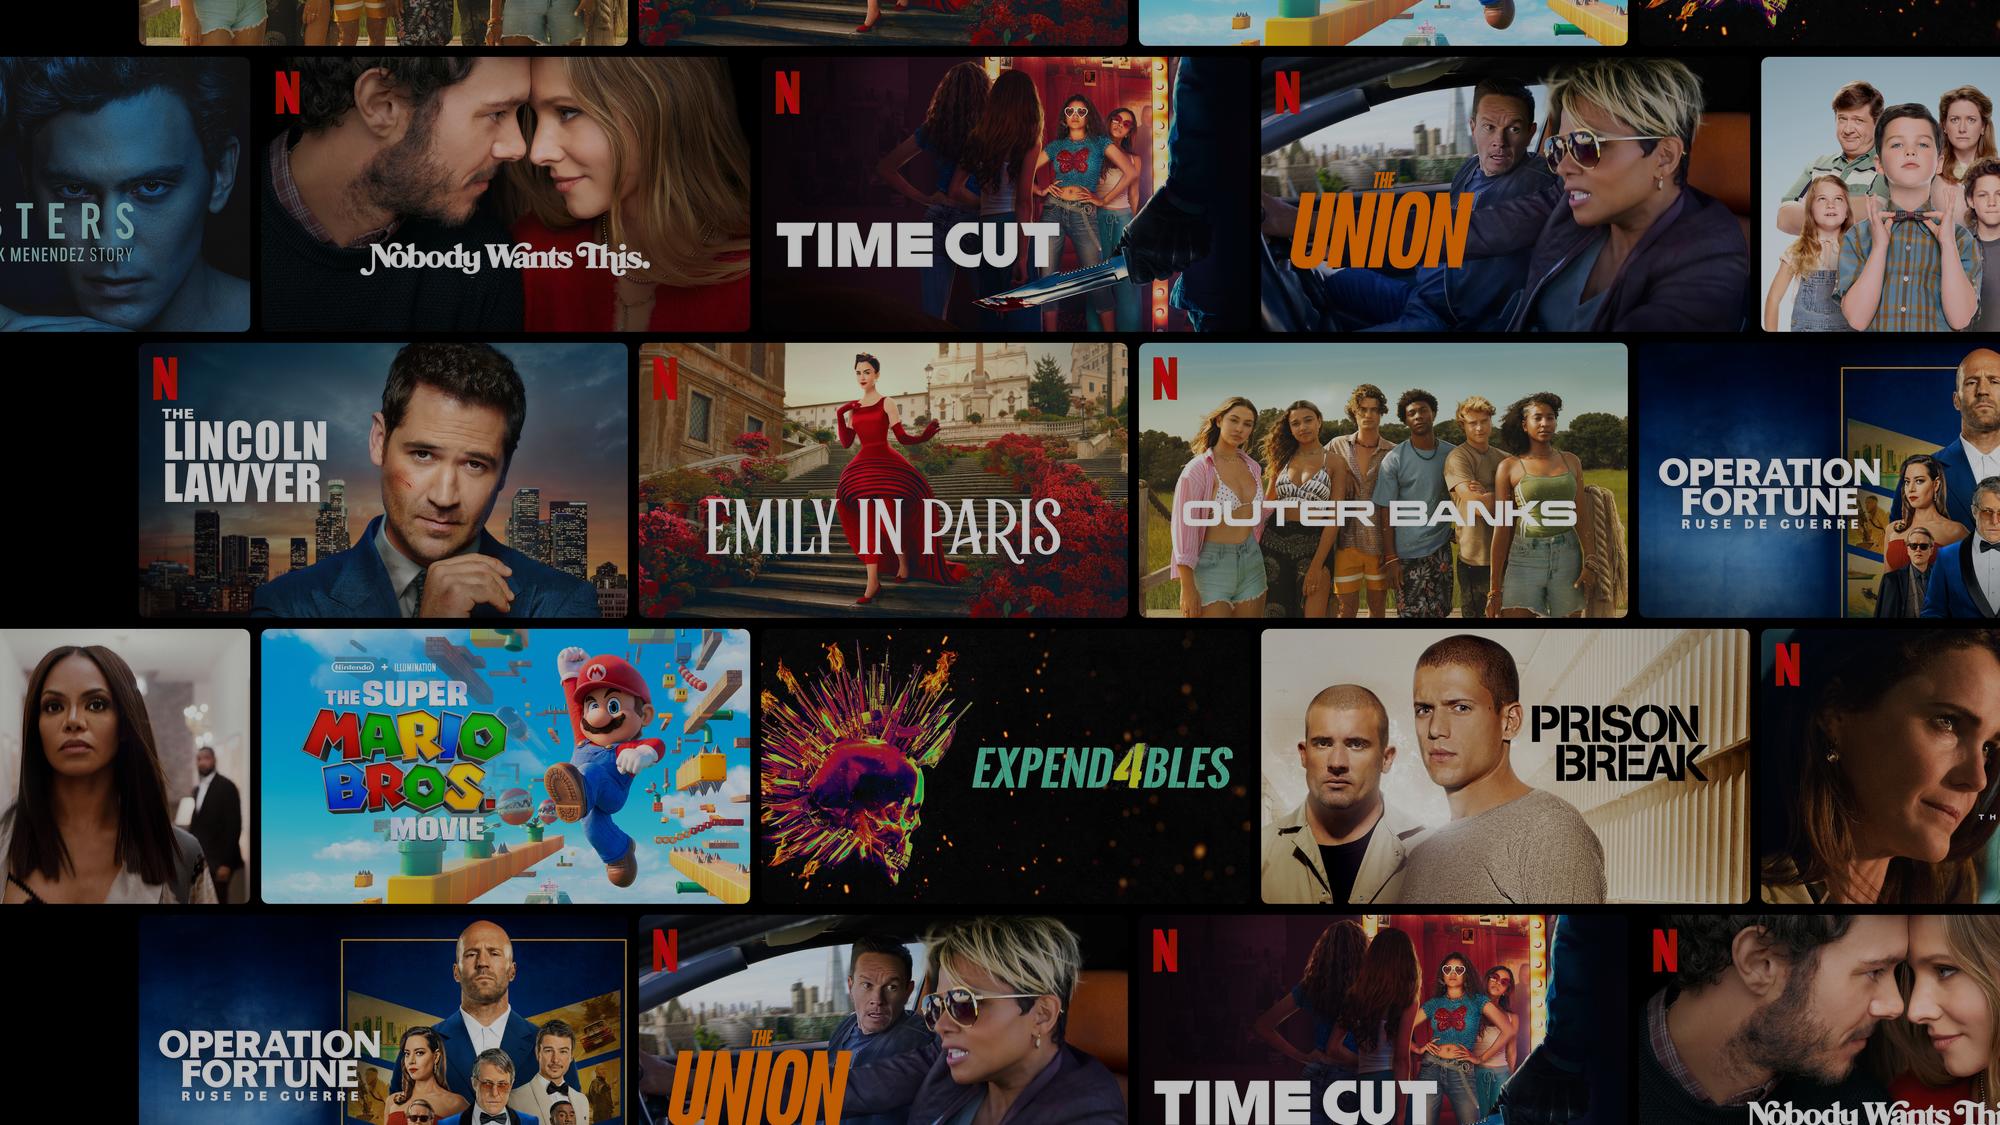 STERS
K MENENDEZ STORY
N
Nobody Wants This.
N
TIME CUT
N
THE
UNION
N
THE
LINCOLN
LAWYER
N
EMILY IN PARIS
N
OUTER BANKS
OPERATION
FORTUNE
RUSE DE GUERRE
Nintendo + ILLUMINATION
THE SUPER
MARIO
BROS.
MOVIE
EXPEND4BLES
PRISON
BREAK
N
TH
OPERATION
FORTUNE
RUSE DE GUERRE
N
THE
UNION
N
TIME CUT
N
Nobody Wants Thi